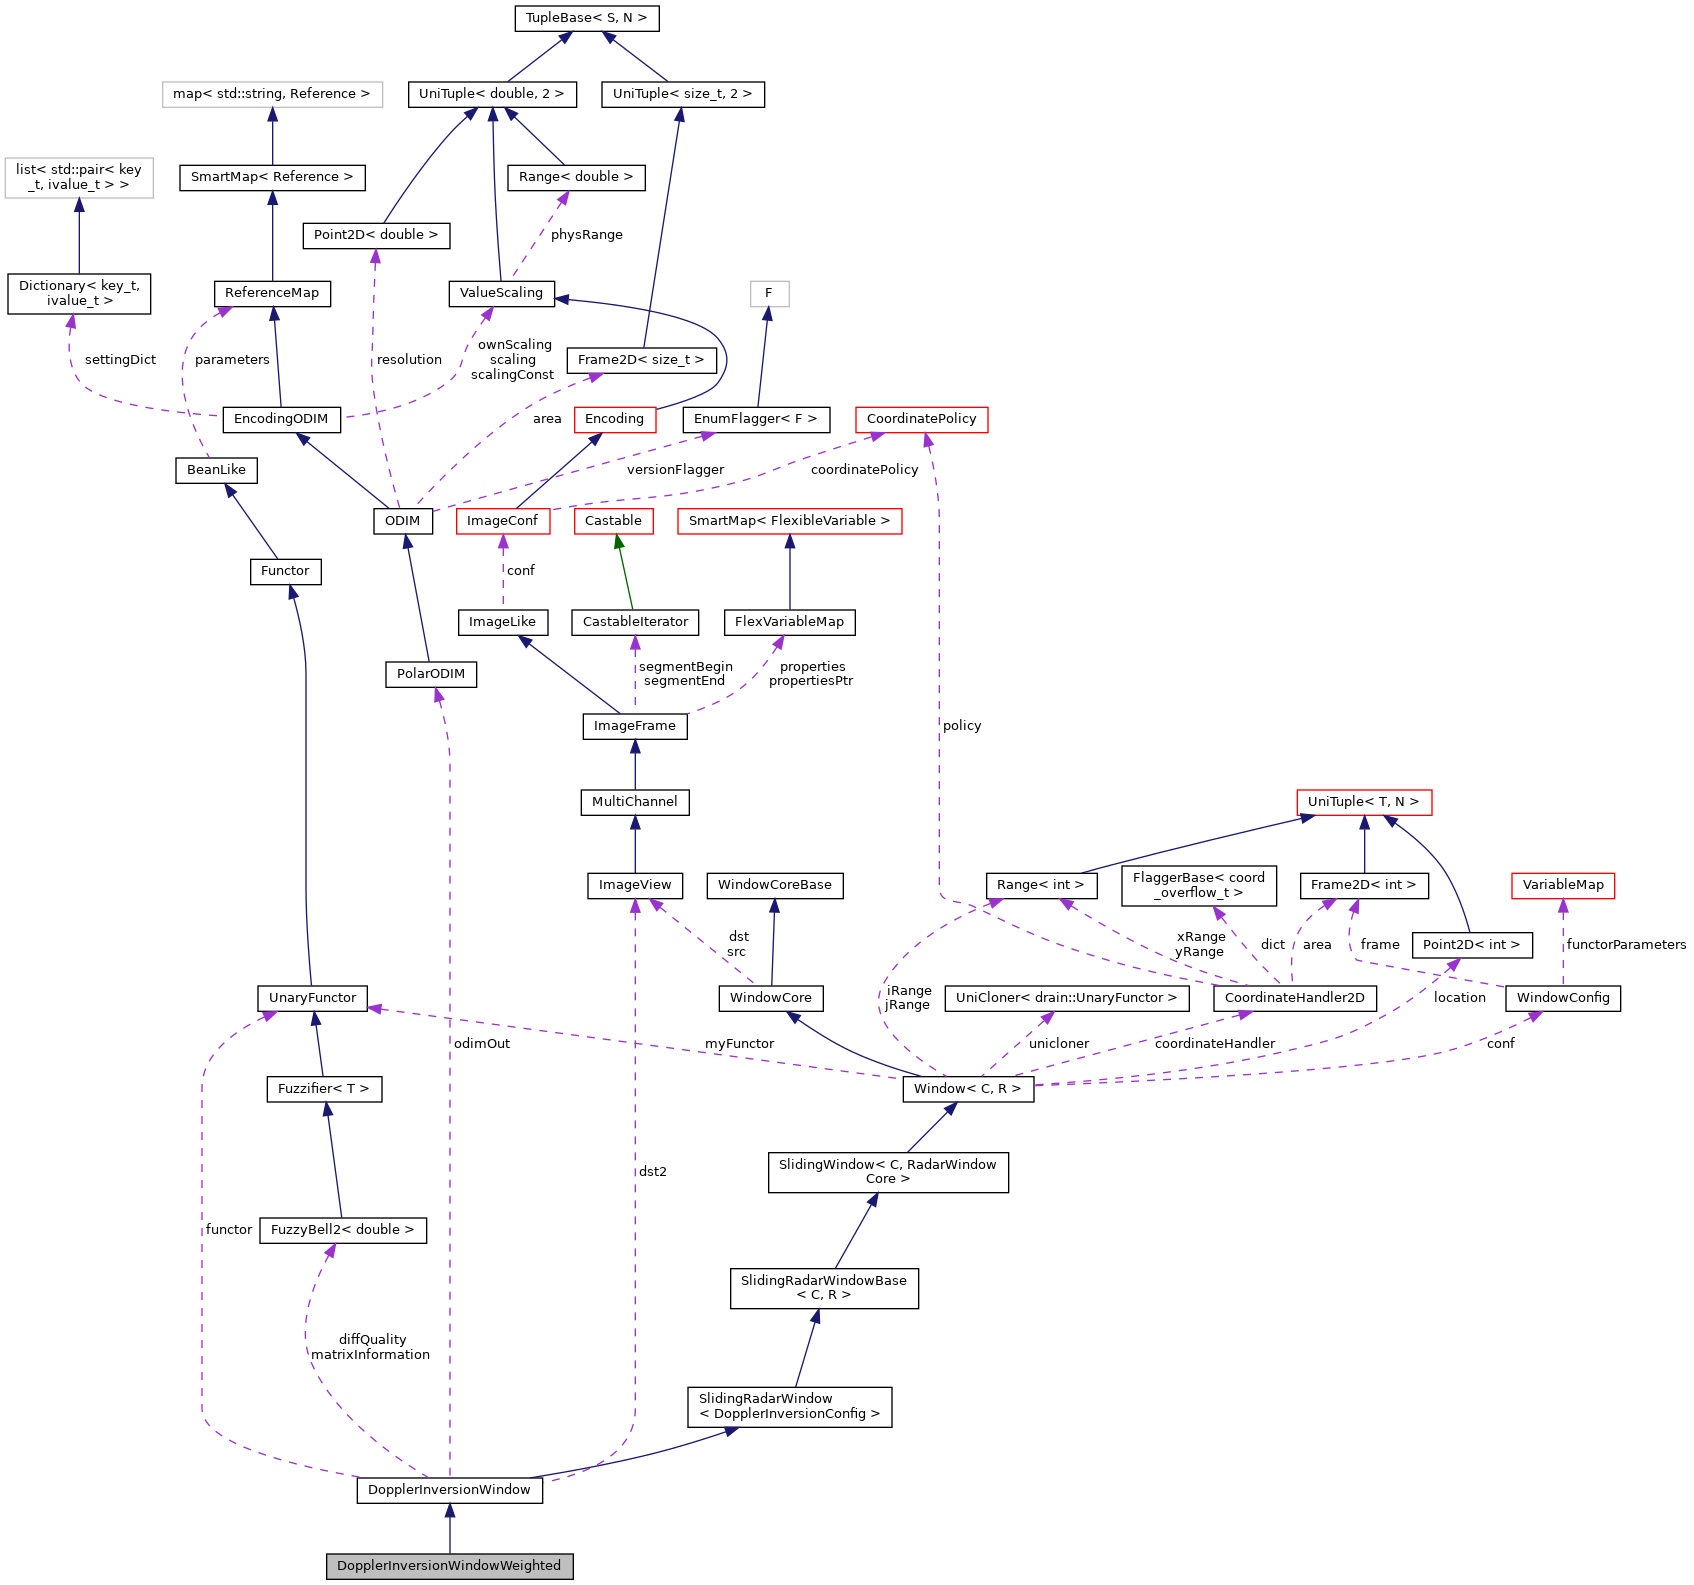 TupleBase< S, N >
map< std::string, Reference >
UniTuple< double, 2 >
UniTuple< size_t, 2 >
list< std::pair< key
_t, ivalue_t > >
SmartMap< Reference >
Range< double >
Point2D< double >
physRange
Dictionary< key_t,
ivalue_t >
ReferenceMap
ValueScaling
F
settingDict
parameters
resolution
ownScaling
scaling
scalingConst
Frame2D< size_t >
EncodingODIM
area
Encoding
EnumFlagger< F >
CoordinatePolicy
BeanLike
versionFlagger
coordinatePolicy
ODIM
ImageConf
Castable
SmartMap< FlexibleVariable >
Functor
conf
ImageLike
CastableIterator
FlexVariableMap
PolarODIM
segmentBegin
segmentEnd
properties
propertiesPtr
ImageFrame
policy
MultiChannel
UniTuple< T, N >
ImageView
WindowCoreBase
Range< int >
FlaggerBase< coord
_overflow_t >
Frame2D< int >
VariableMap
dst
src
xRange
yRange
dict
area
frame
Point2D< int >
functorParameters
UnaryFunctor
WindowCore
iRange
jRange
UniCloner< drain::UnaryFunctor >
CoordinateHandler2D
location
WindowConfig
odimOut
myFunctor
unicloner
coordinateHandler
conf
Fuzzifier< T >
Window< C, R >
dst2
SlidingWindow< C, RadarWindow
Core >
functor
FuzzyBell2< double >
SlidingRadarWindowBase
< C, R >
diffQuality
matrixInformation
SlidingRadarWindow
< DopplerInversionConfig >
DopplerInversionWindow
DopplerInversionWindowWeighted